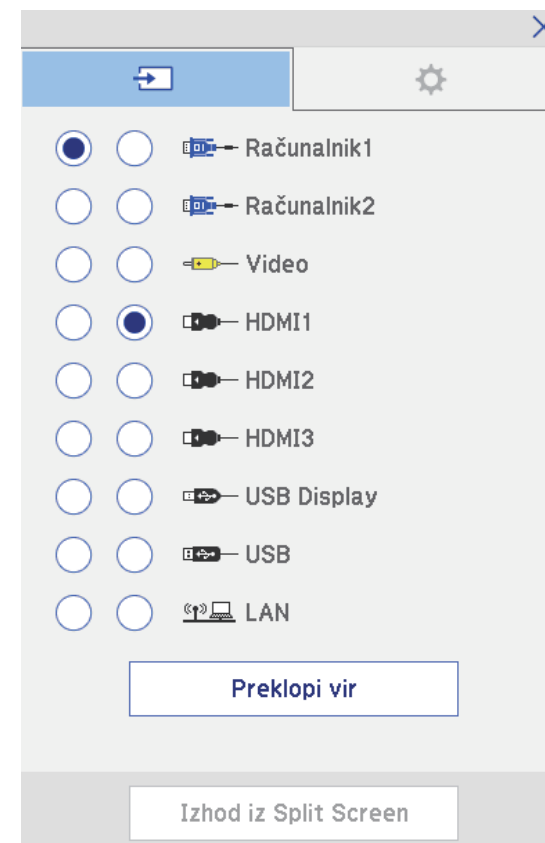 Računalnik1
Računalnik2
Video
HDMI1
HDMI2
HDMI3
USB Display
USB
LAN
Preklopi vir
Izhod iz Split Screen